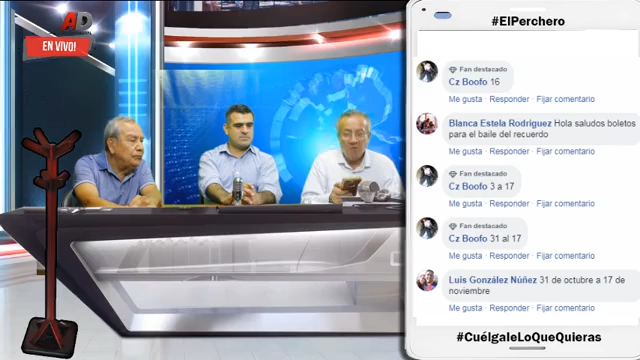 AD
EN VIVO!
#ElPerchero
Fan destacado
Cz Boofo 16
Me gusta · Responder · Fijar comentario
Blanca Estela Rodriguez Hola saludos boletos
para el baile del recuerdo
Me gusta · Responder · Fijar comentario
Fan destacado
Cz Boofo 3 a 17
Me gusta · Responder · Fijar comentario
Fan destacado
Cz Boofo 31 al 17
Me gusta · Responder · Fijar comentario
Luis González Núñez 31 de octubre a 17 de
noviembre
Me gusta · Responder · Fijar comentario
#CuélgaleLoQueQuieras